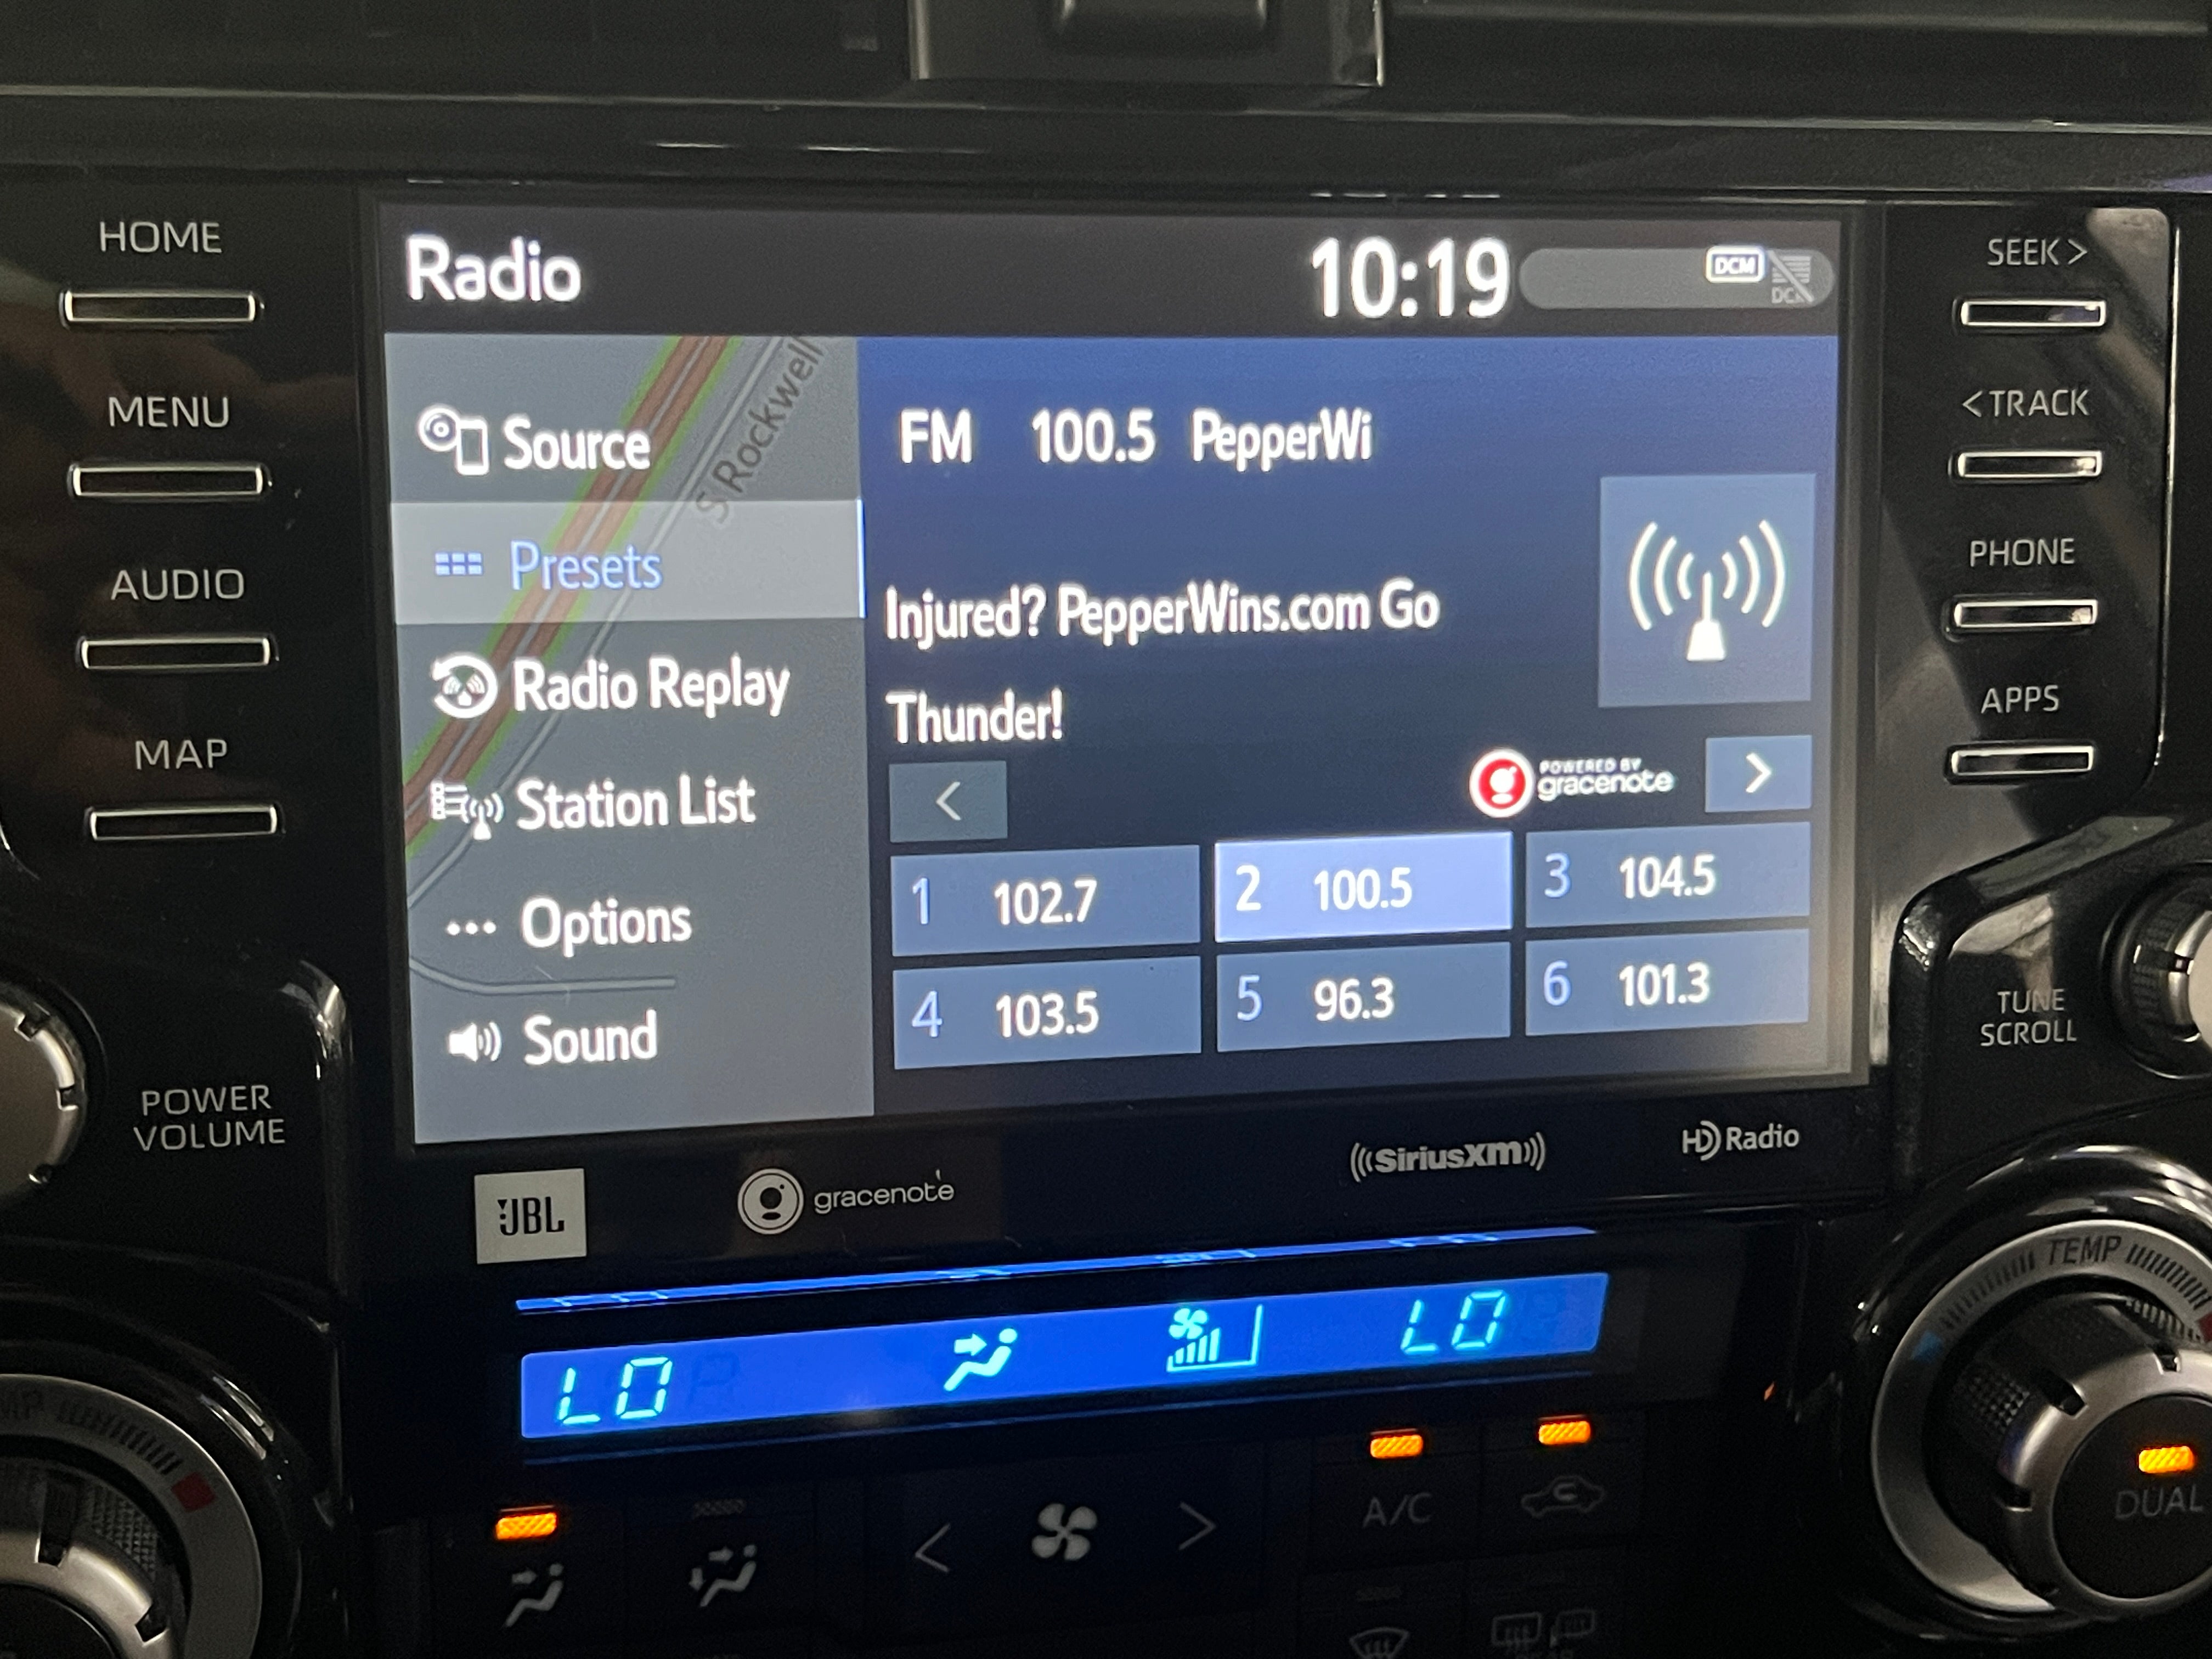 HOME
MENU
AUDIO
MAP
POWER
VOLUME
Radio
10:19
DCM
DCM
S Rockwell
Source
Presets
Radio Replay
Station List
Options
Sound
FM 100.5 PepperWi
Injured? PepperWins.com Go
Thunder!
<
POWERED BY
gracenote
>
1 102.7
2 100.5
3 104.5
4 103.5
5 96.3
6 101.3
SEEK >
< TRACK
PHONE
APPS
TUNE
SCROLL
JBL
gracenote
((SiriusXM))
HD Radio
LO
LO
TEMP
A/C
DUAL
< >